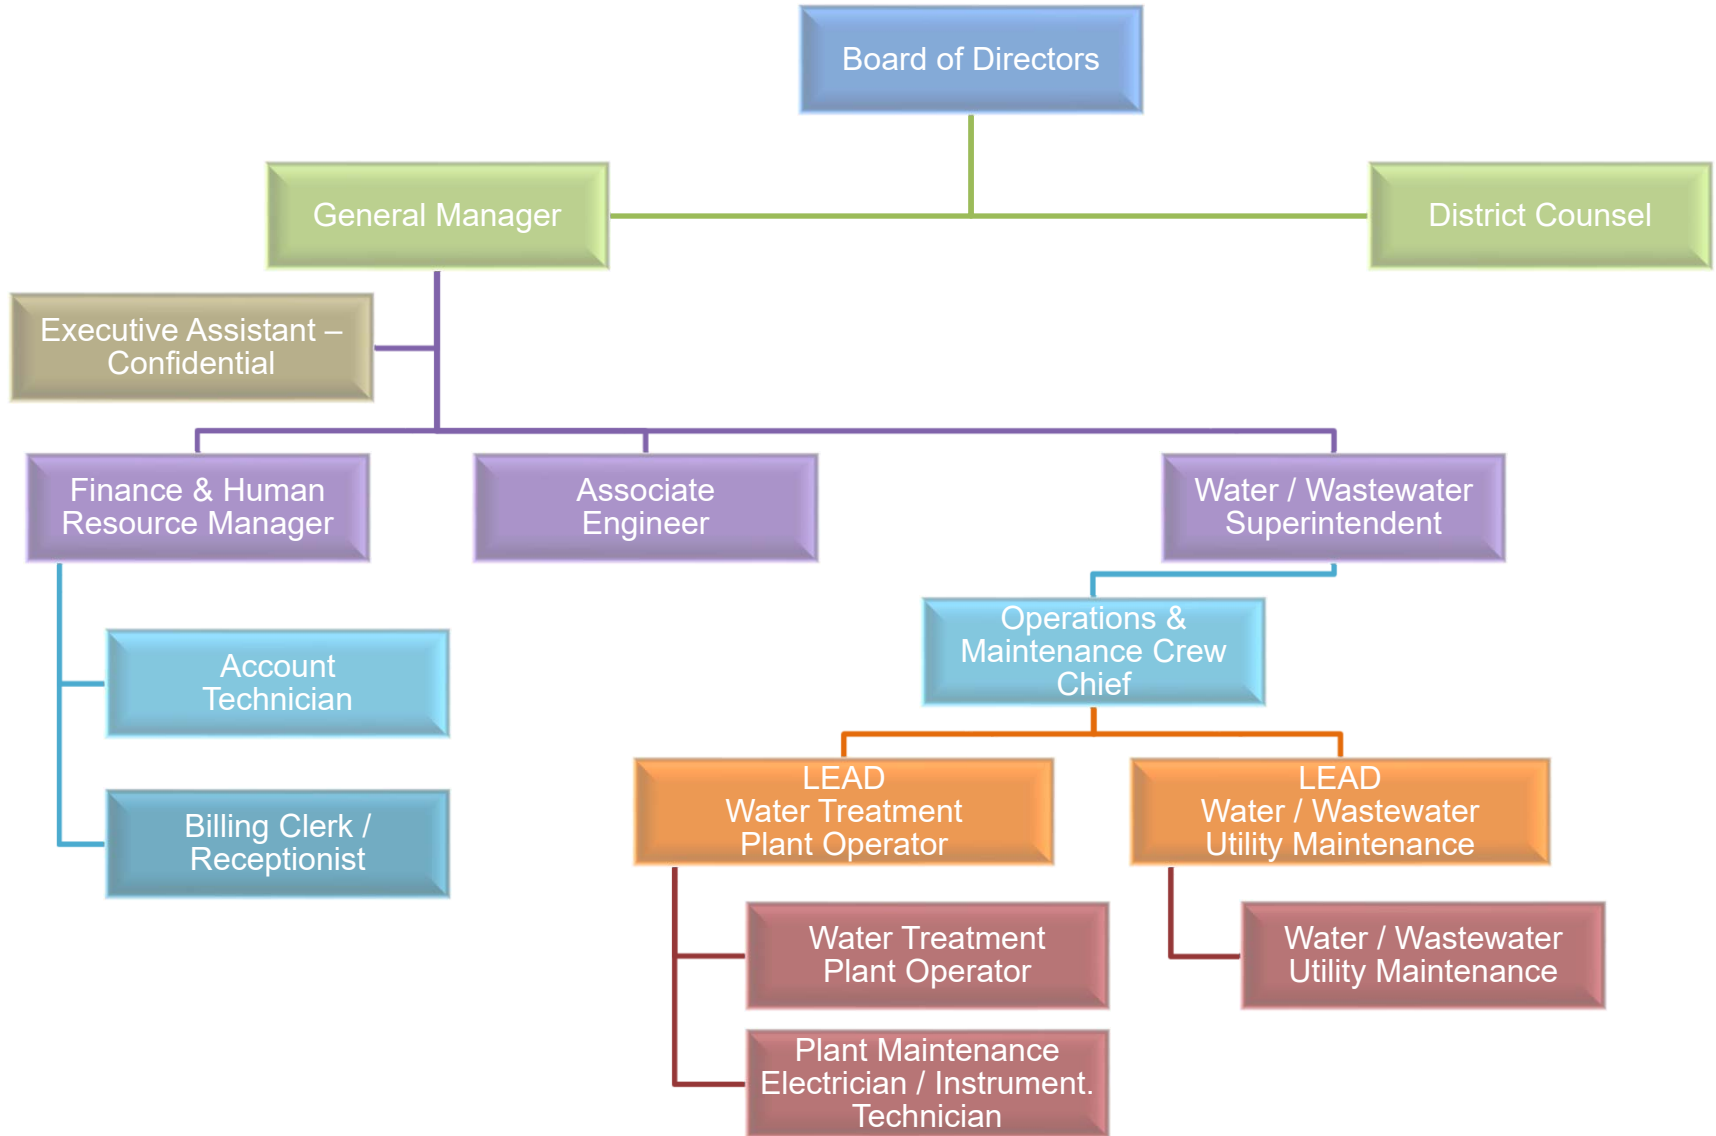 Board of Directors
General Manager
District Counsel
Executive Assistant –
Confidential
Finance & Human
Resource Manager
Associate
Engineer
Water / Wastewater
Superintendent
Operations &
Maintenance Crew
Chief
Account
Technician
Billing Clerk /
Receptionist
LEAD
Water Treatment
Plant Operator
LEAD
Water / Wastewater
Utility Maintenance
Water Treatment
Plant Operator
Water / Wastewater
Utility Maintenance
Plant Maintenance
Electrician / Instrument.
Technician